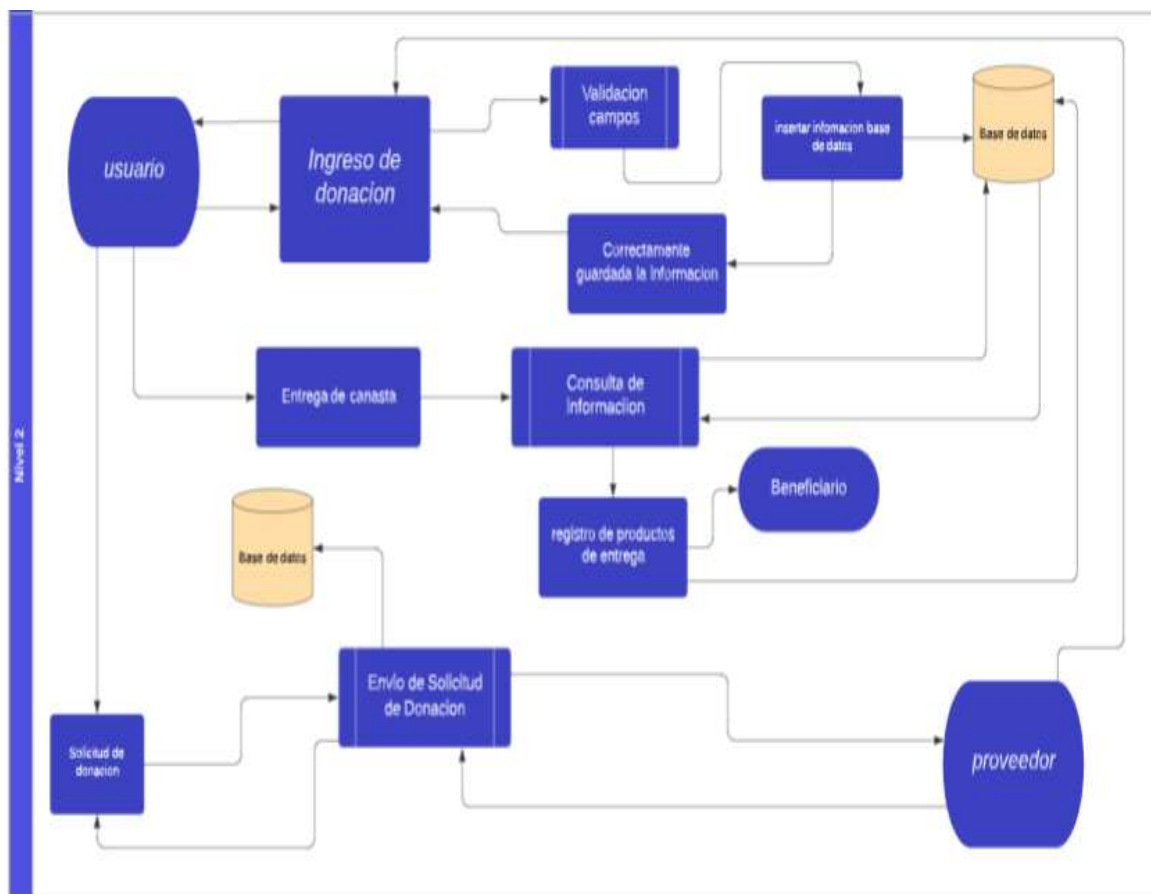 Nivel 2
usuario
Ingreso de
donacion
Validacion
campos
insertar infomacion base
de datos
Base de datos
Correctamente
guardada la informacion
Entrega de canasta
Consulta de
Informaciion
Beneficiario
registro de productos
de entrega
Base de datos
Envio de Solicitud
de Donacion
Solicitud de
donacion
proveedor